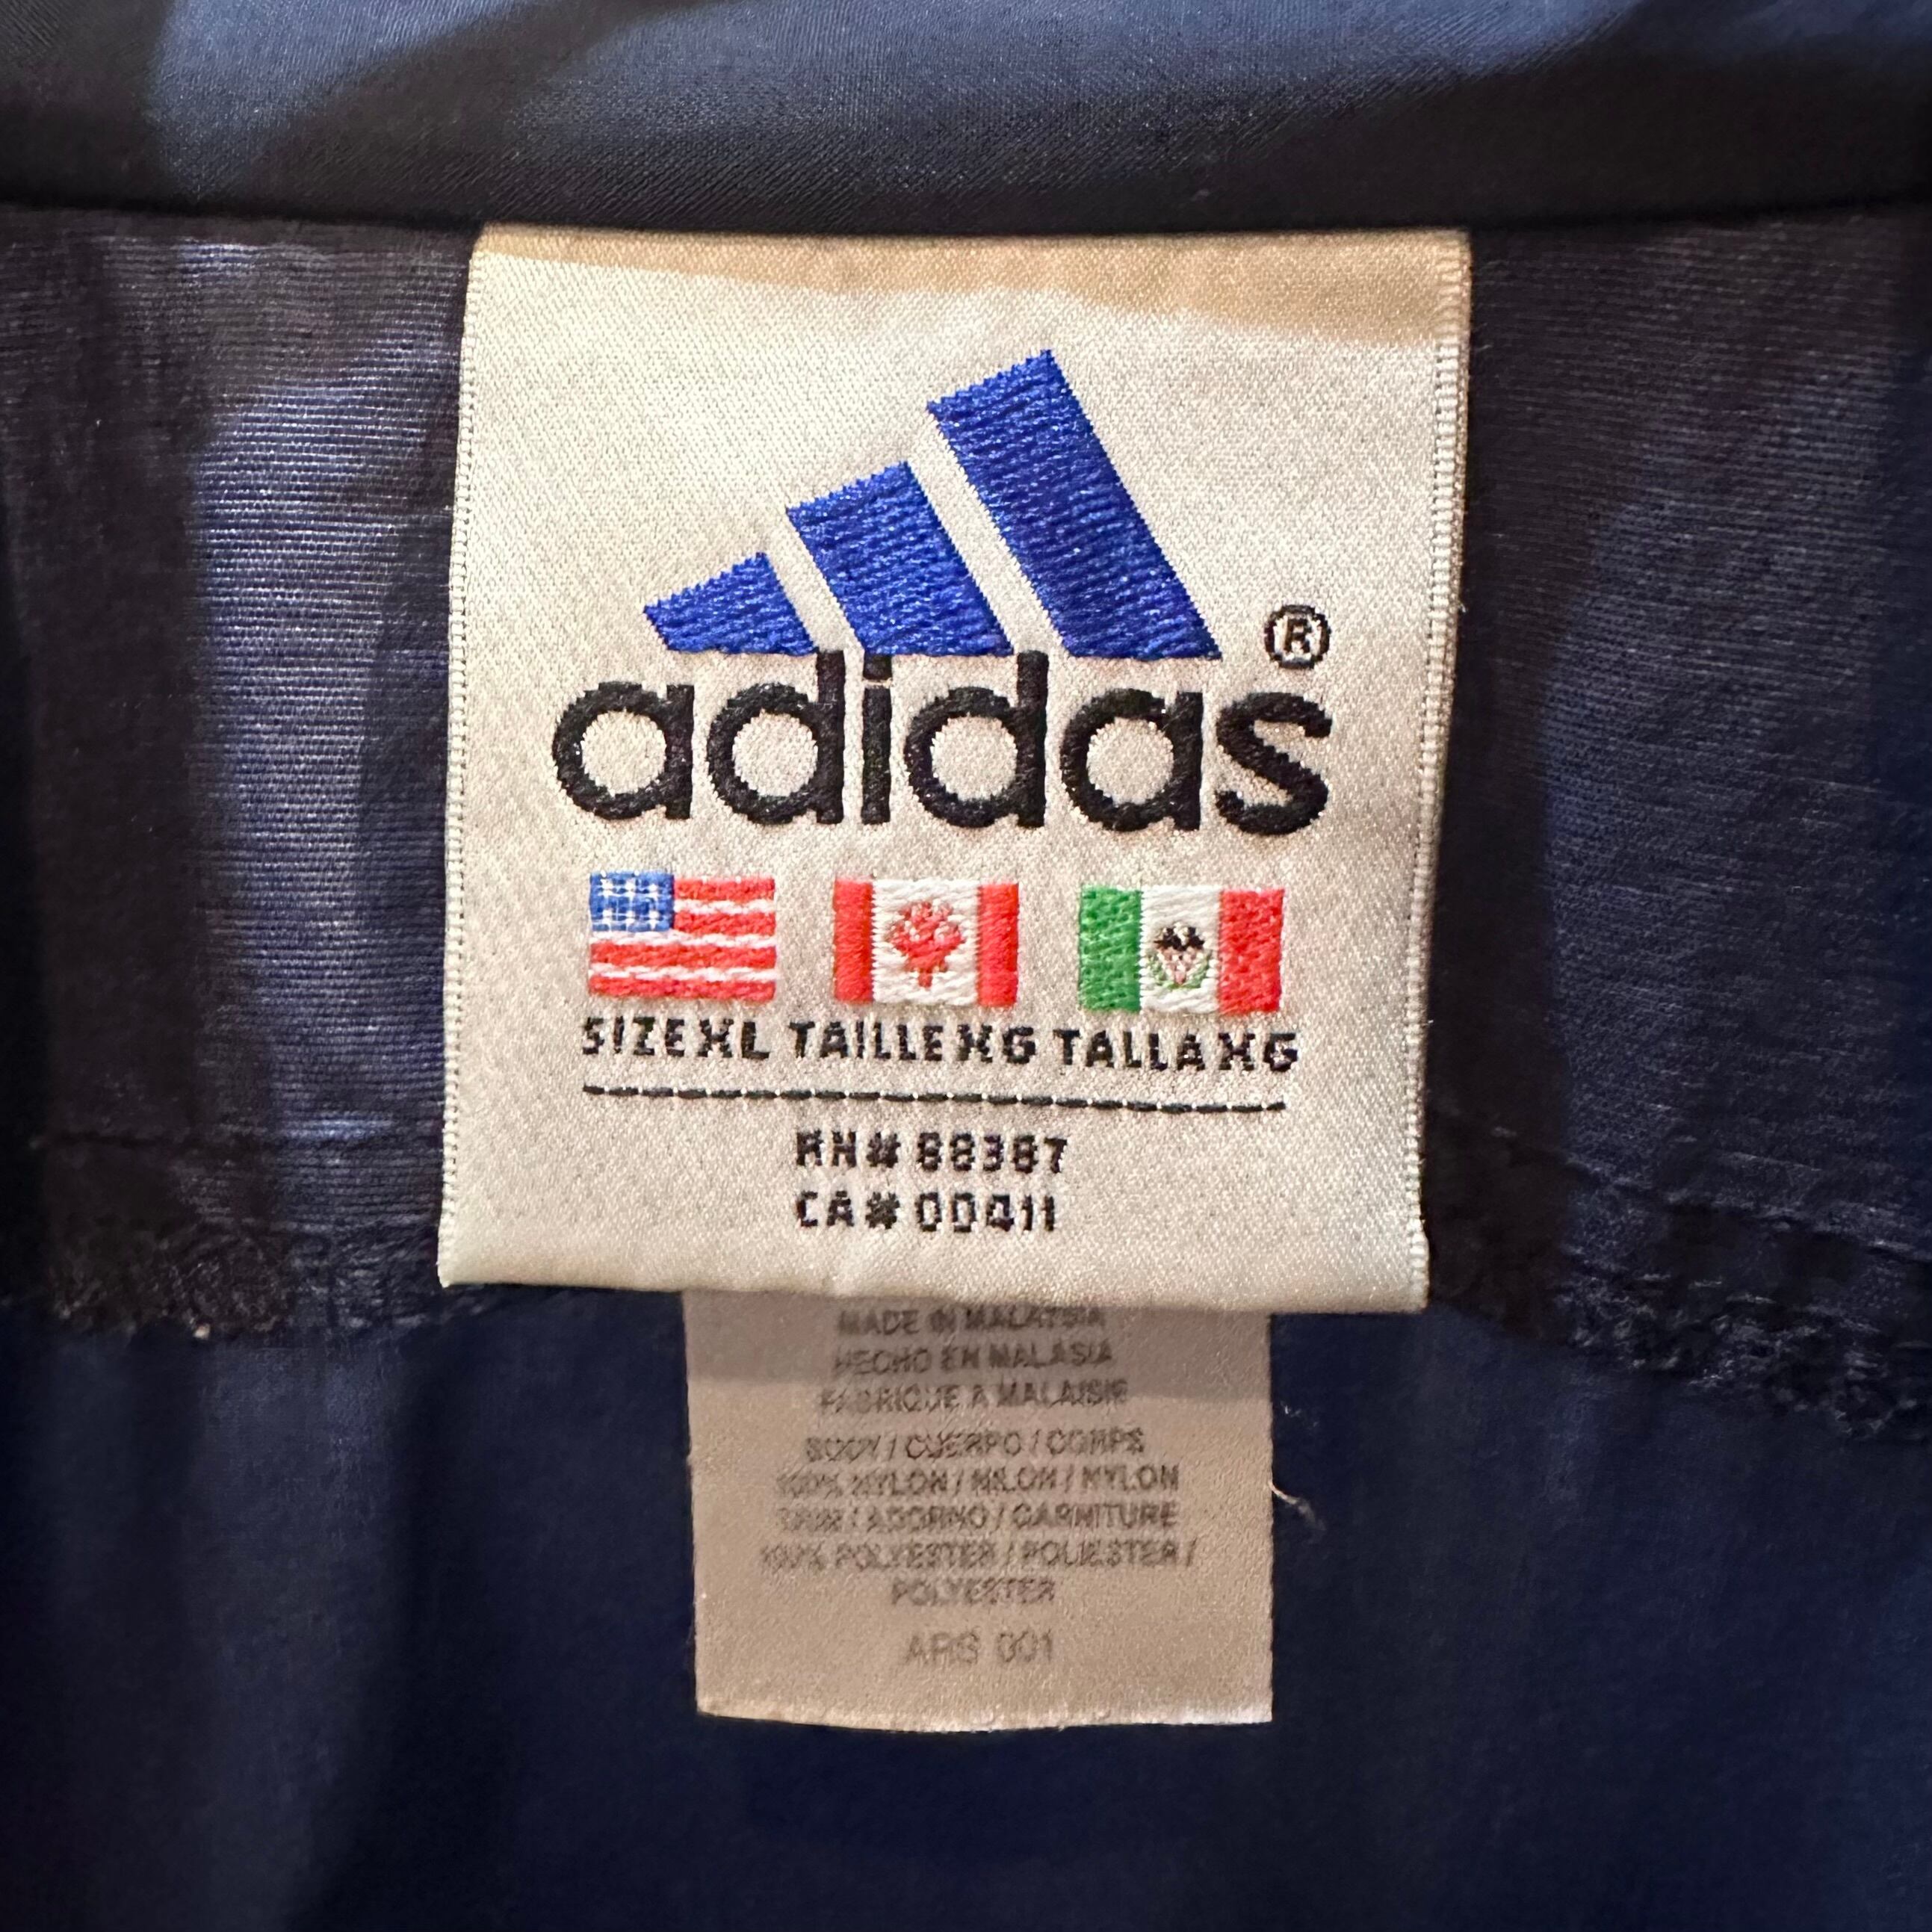 adidas®
SIZE XL TAILLE XG TALLA XG
RN# 88387
CA# 00411
MADE IN MALAYSIA
HECHO EN MALASIA
FABRIQUE A MALAISIE
BODY / CUERPO / CORPS
100% NYLON / NILON / NYLON
TRIM / ADORNO / GARNITURE
100% POLYESTER / POLIESTER /
POLYESTER
ARS 001